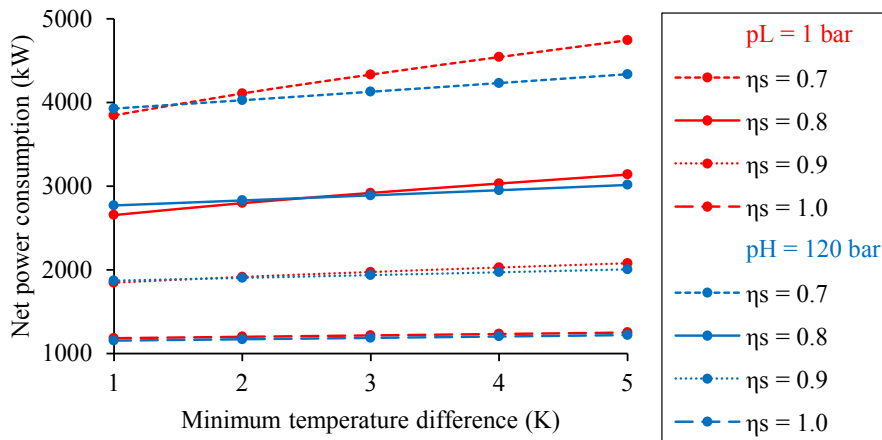 5000
4000
3000
2000
1000
Net power consumption (kW)
1 2 3 4 5
Minimum temperature difference (K)
pL = 1 bar
ηs = 0.7
ηs = 0.8
ηs = 0.9
ηs = 1.0
pH = 120 bar
ηs = 0.7
ηs = 0.8
ηs = 0.9
ηs = 1.0